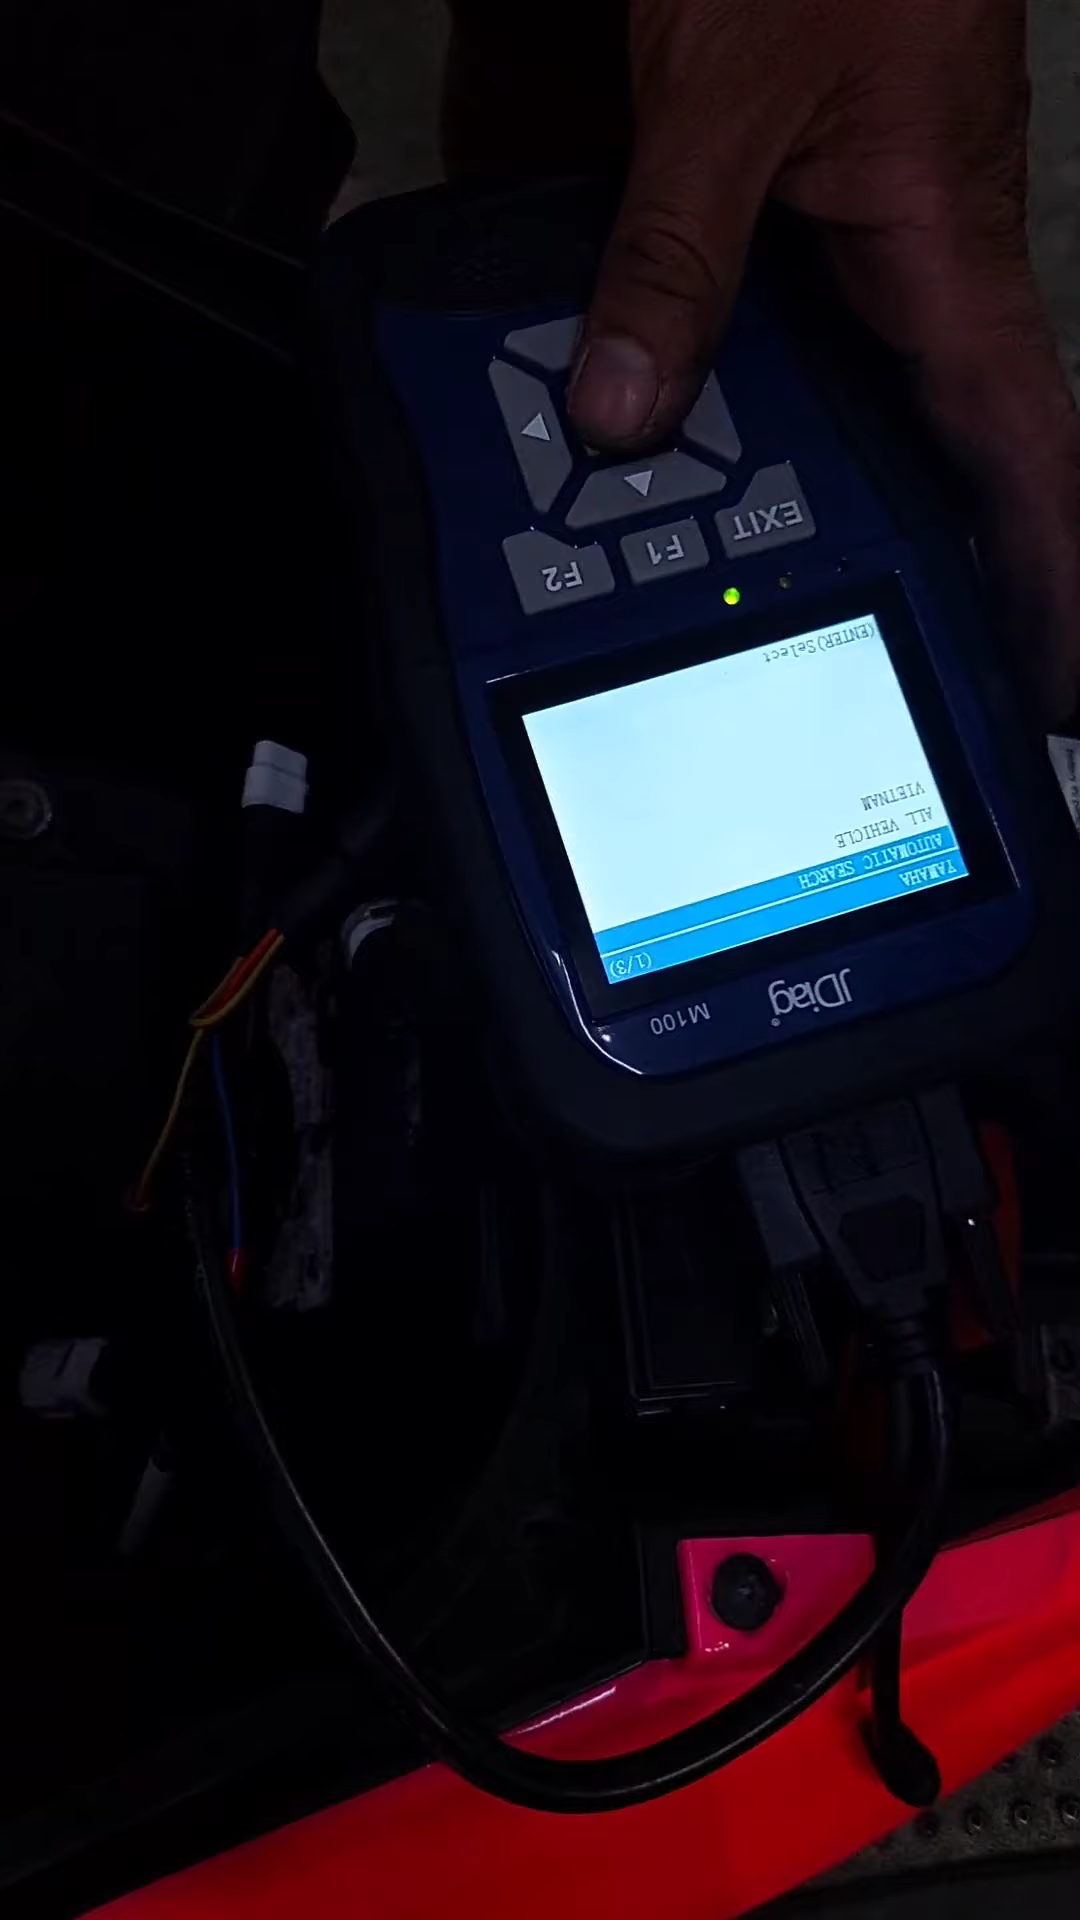 JDiag
M100
YAMAHA (1/3)
AUTOMATIC SEARCH
ALL VEHICLE
VIETNAM
(ENTER)Select
EXIT
F1
F2